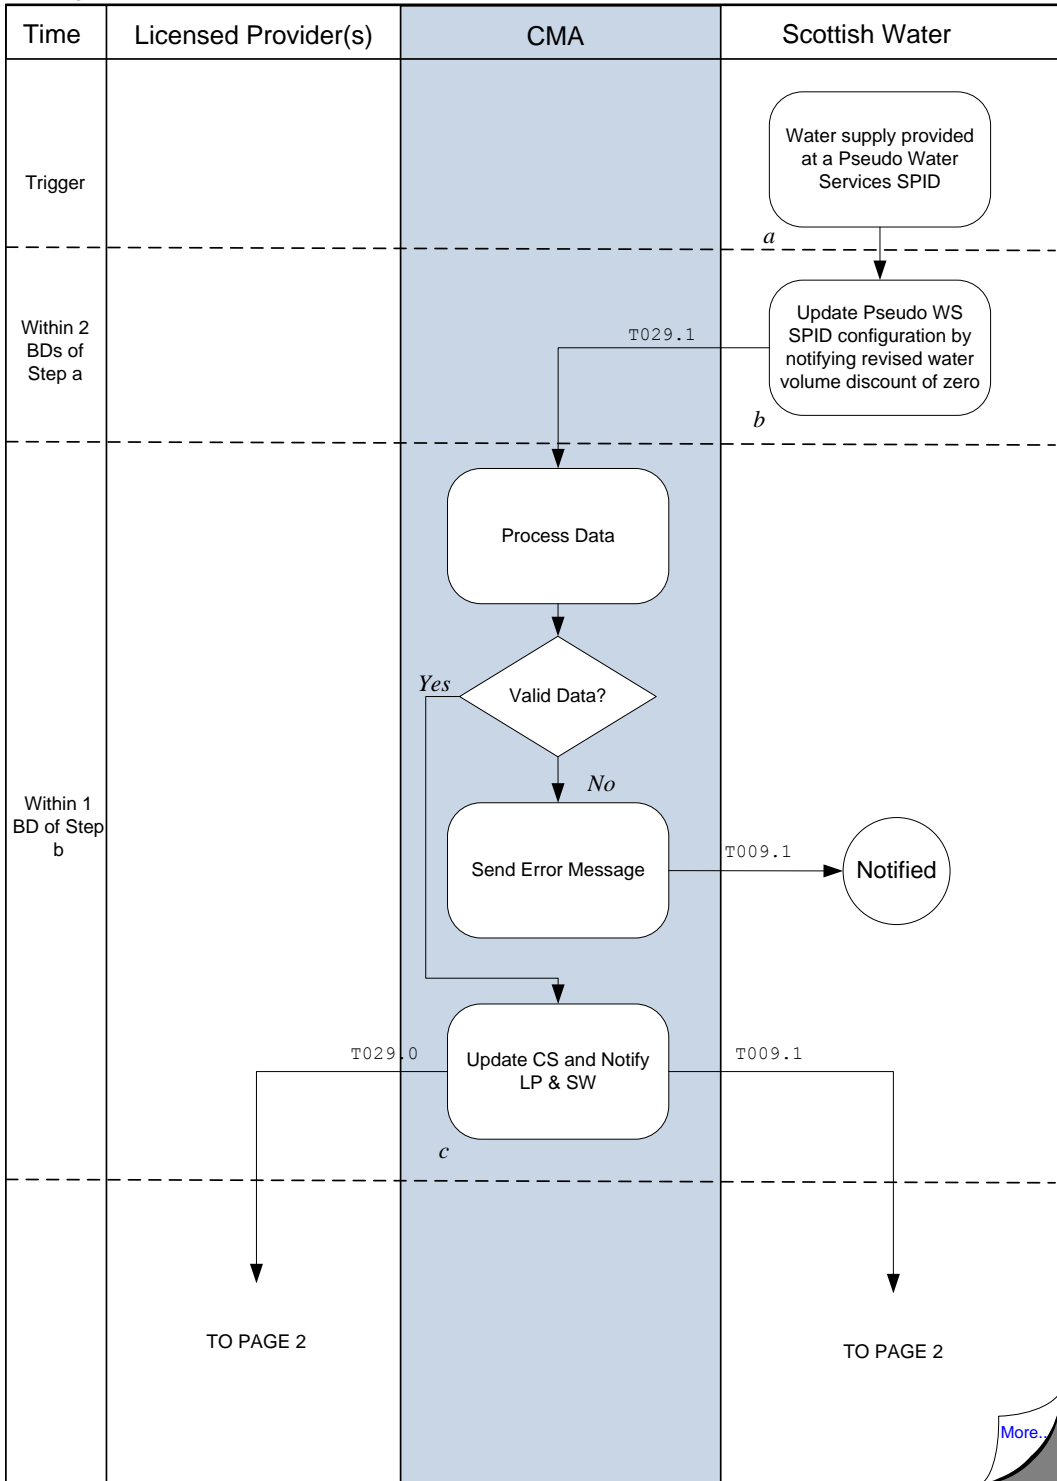 Time
Licensed Provider(s)
CMA
Scottish Water
Trigger
Water supply provided
at a Pseudo Water
Services SPID
a
Within 2
BDs of
Step a
Update Pseudo WS
SPID configuration by
notifying revised water
volume discount of zero
T029.1
b
Process Data
Valid Data?
Yes
No
Within 1
BD of Step
b
Send Error Message
T009.1
Notified
T029.0
Update CS and Notify
LP & SW
T009.1
c
TO PAGE 2
TO PAGE 2
More..